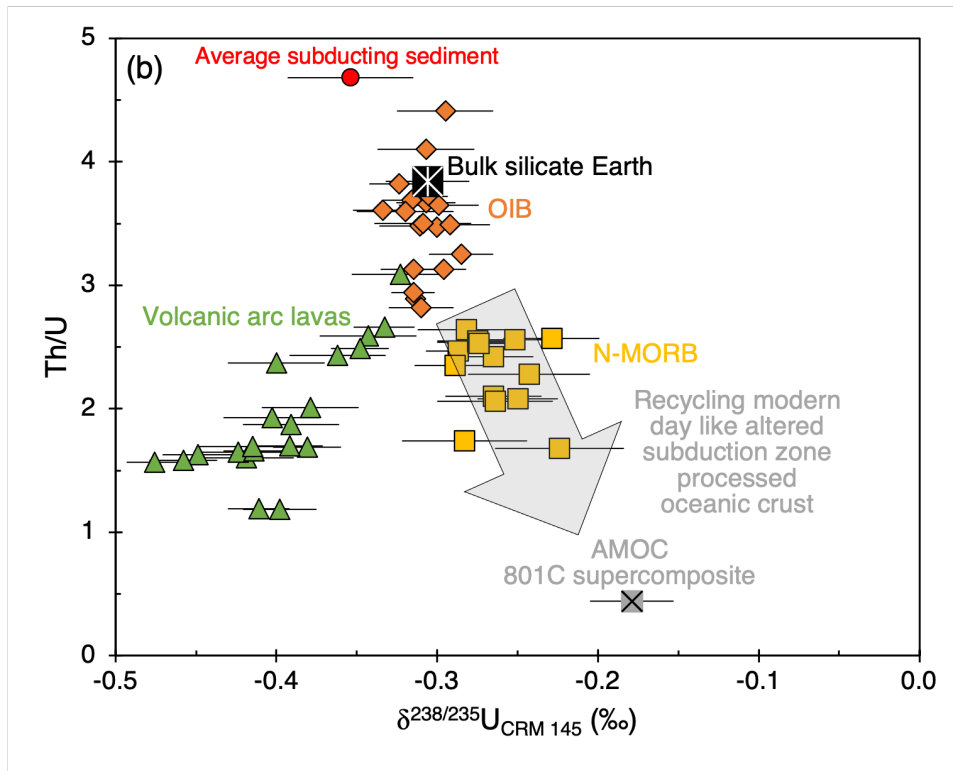 (b)
Average subducting sediment
Bulk silicate Earth
OIB
Volcanic arc lavas
N-MORB
Recycling modern
day like altered
subduction zone
processed
oceanic crust
AMOC
801C supercomposite
Th/U
5
4
3
2
1
0
-0.5 -0.4 -0.3 -0.2 -0.1 0.0
δ238/235U CRM 145 (‰)